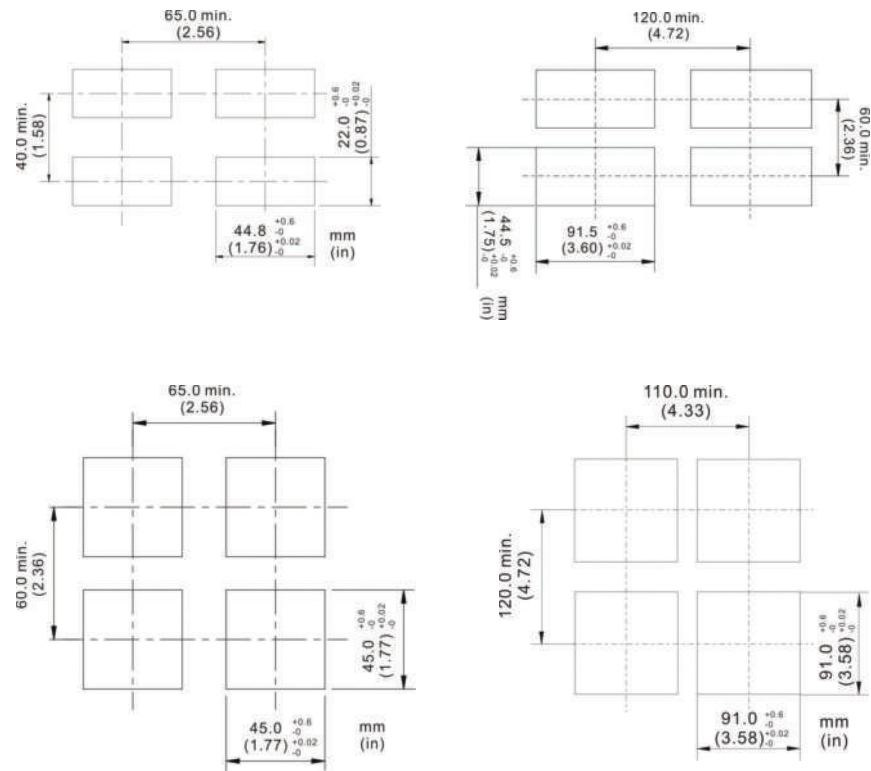 65.0 min.
(2.56)
40.0 min.
(1.58)
22.0 +0.6 -0
(0.87) +0.02 -0
44.8 +0.6 -0
(1.76) +0.02 -0
mm
(in)
120.0 min.
(4.72)
60.0 min.
(2.36)
44.5 +0.6 -0
(1.75) +0.02 -0
91.5 +0.6 -0
(3.60) +0.02 -0
mm
(in)
65.0 min.
(2.56)
60.0 min.
(2.36)
45.0 +0.6 -0
(1.77) +0.02 -0
45.0 +0.6 -0
(1.77) +0.02 -0
mm
(in)
110.0 min.
(4.33)
120.0 min.
(4.72)
91.0 +0.6 -0
(3.58) +0.02 -0
91.0 +0.6 -0
(3.58) +0.02 -0
mm
(in)